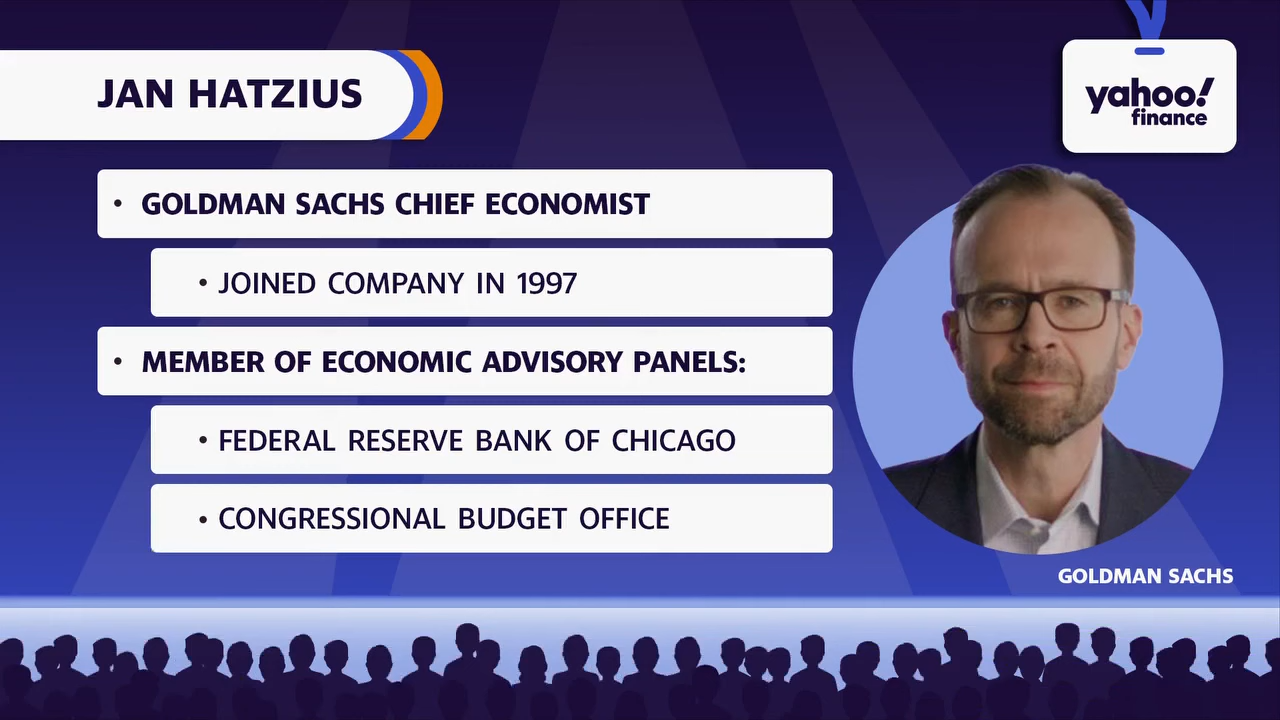 JAN HATZIUS
yahoo!
finance
• GOLDMAN SACHS CHIEF ECONOMIST
• JOINED COMPANY IN 1997
• MEMBER OF ECONOMIC ADVISORY PANELS:
• FEDERAL RESERVE BANK OF CHICAGO
• CONGRESSIONAL BUDGET OFFICE
GOLDMAN SACHS